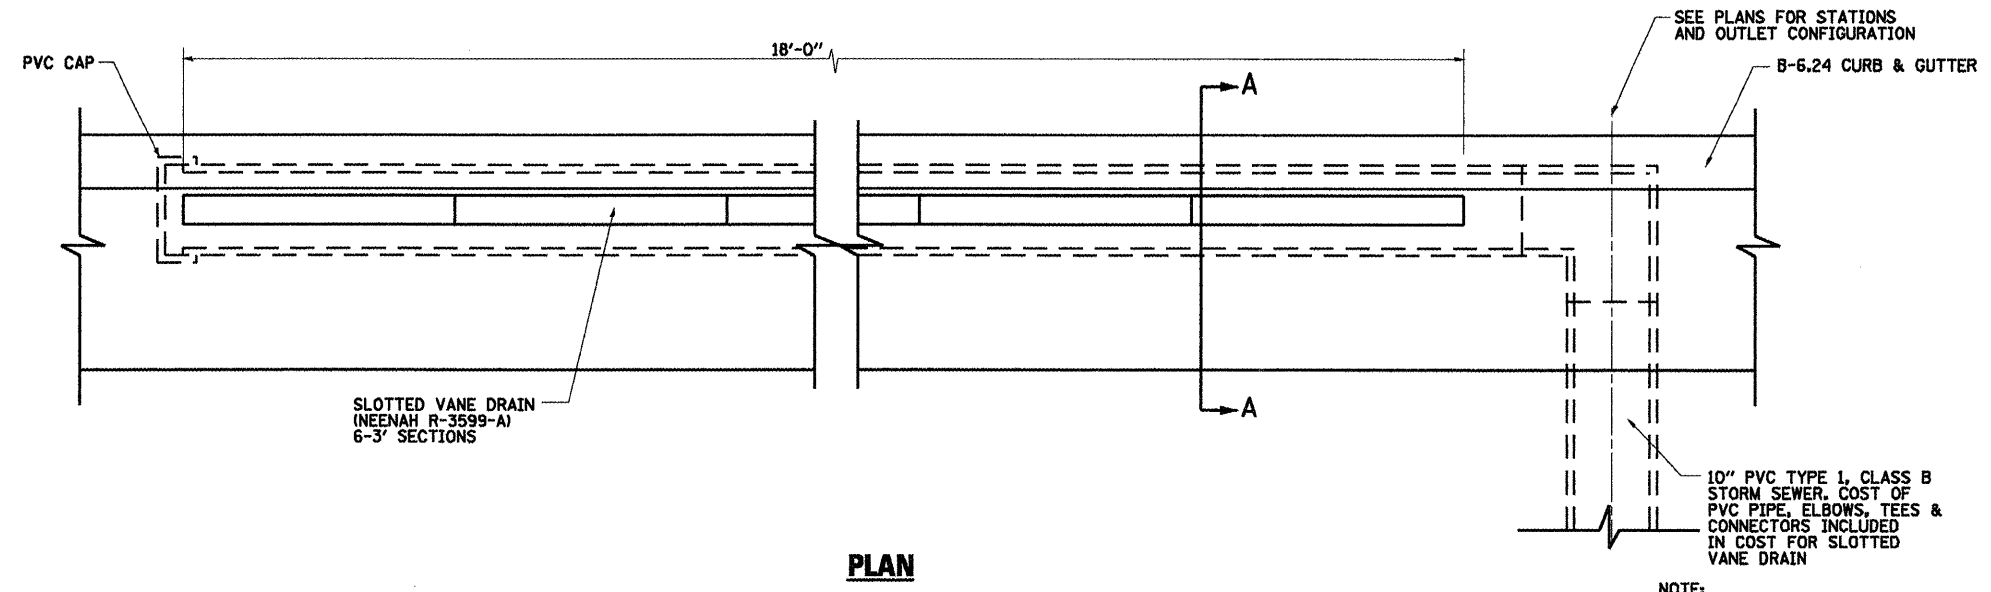 SEE PLANS FOR STATIONS
AND OUTLET CONFIGURATION
18'-0"
PVC CAP
B-6.24 CURB & GUTTER
A
A
SLOTTED VANE DRAIN
(NEENAH R-3599-A)
6-3' SECTIONS
10" PVC TYPE 1, CLASS B
STORM SEWER. COST OF
PVC PIPE, ELBOWS, TEES &
CONNECTORS INCLUDED
IN COST FOR SLOTTED
VANE DRAIN
PLAN
NOTE: